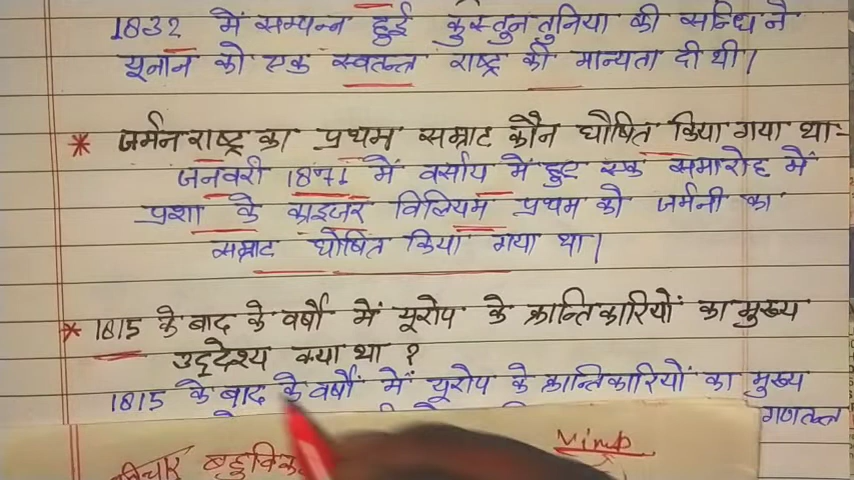 1832 में सम्पन्न हुई कुस्तुनतुनिया की सन्धि ने
यूनान को एक स्वतन्त्र राष्ट्र की मान्यता दी थी।
* जर्मन राष्ट्र का प्रथम सम्राट कौन घोषित किया गया था-
जनवरी 1871 में वर्साय में हुए एक समारोह में
प्रशा के काइजर विलियम प्रथम को जर्मनी का
सम्राट घोषित किया गया था।
* 1815 के बाद के वर्षों में यूरोप के क्रान्तिकारियों का मुख्य
उद्देश्य क्या था ?
1815 के बाद के वर्षों में यूरोप के क्रान्तिकारियों का मुख्य
गणतन्त्र